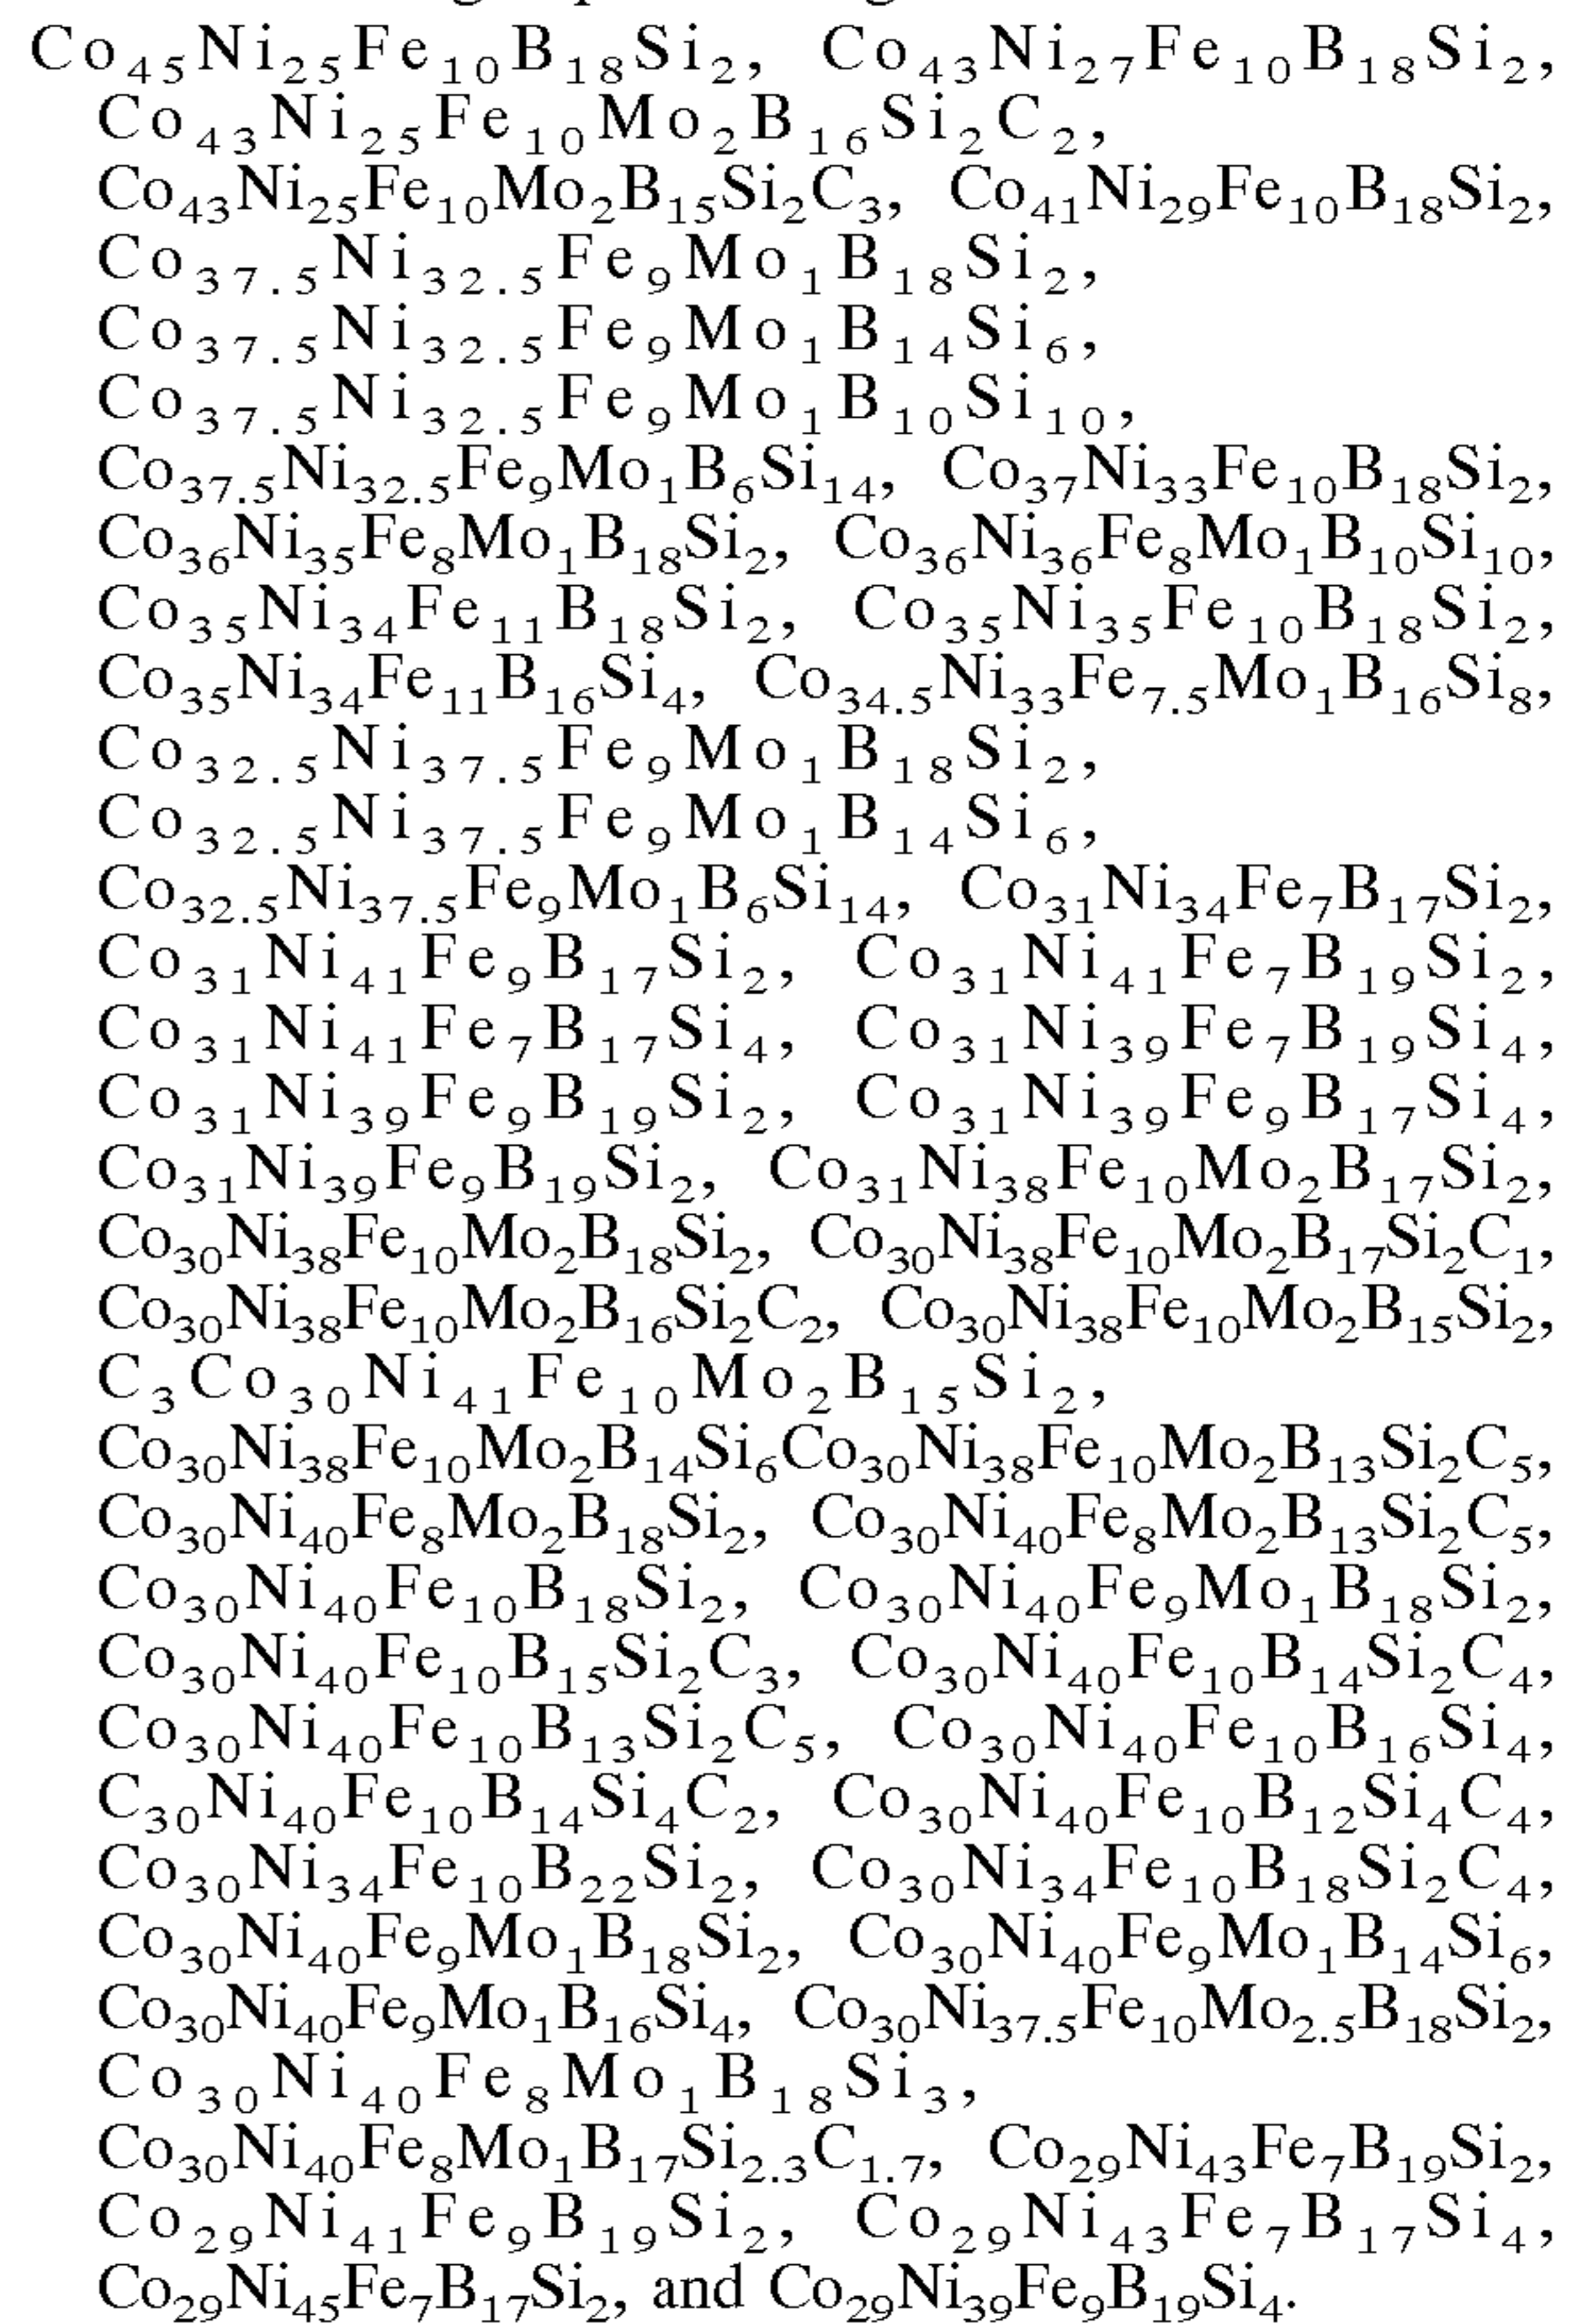 Co₄₅Ni₂₅Fe₁₀B₁₈Si₂, Co₄₃Ni₂₇Fe₁₀B₁₈Si₂,
Co₄₃Ni₂₅Fe₁₀Mo₂B₁₆Si₂C₂,
Co₄₃Ni₂₅Fe₁₀Mo₂B₁₅Si₂C₃, Co₄₁Ni₂₉Fe₁₀B₁₈Si₂,
Co₃₇.₅Ni₃₂.₅Fe₉Mo₁B₁₈Si₂,
Co₃₇.₅Ni₃₂.₅Fe₉Mo₁B₁₄Si₆,
Co₃₇.₅Ni₃₂.₅Fe₉Mo₁B₁₀Si₁₀,
Co₃₇.₅Ni₃₂.₅Fe₉Mo₁B₆Si₁₄, Co₃₇Ni₃₃Fe₁₀B₁₈Si₂,
Co₃₆Ni₃₅Fe₈Mo₁B₁₈Si₂, Co₃₆Ni₃₆Fe₈Mo₁B₁₀Si₁₀,
Co₃₅Ni₃₄Fe₁₁B₁₈Si₂, Co₃₅Ni₃₅Fe₁₀B₁₈Si₂,
Co₃₅Ni₃₄Fe₁₁B₁₆Si₄, Co₃₄.₅Ni₃₃Fe₇.₅Mo₁B₁₆Si₈,
Co₃₂.₅Ni₃₇.₅Fe₉Mo₁B₁₈Si₂,
Co₃₂.₅Ni₃₇.₅Fe₉Mo₁B₁₄Si₆,
Co₃₂.₅Ni₃₇.₅Fe₉Mo₁B₆Si₁₄, Co₃₁Ni₃₄Fe₇B₁₇Si₂,
Co₃₁Ni₄₁Fe₉B₁₇Si₂, Co₃₁Ni₄₁Fe₇B₁₉Si₂,
Co₃₁Ni₄₁Fe₇B₁₇Si₄, Co₃₁Ni₃₉Fe₇B₁₉Si₄,
Co₃₁Ni₃₉Fe₉B₁₉Si₂, Co₃₁Ni₃₉Fe₉B₁₇Si₄,
Co₃₁Ni₃₉Fe₉B₁₉Si₂, Co₃₁Ni₃₈Fe₁₀Mo₂B₁₇Si₂,
Co₃₀Ni₃₈Fe₁₀Mo₂B₁₈Si₂, Co₃₀Ni₃₈Fe₁₀Mo₂B₁₇Si₂C₁,
Co₃₀Ni₃₈Fe₁₀Mo₂B₁₆Si₂C₂, Co₃₀Ni₃₈Fe₁₀Mo₂B₁₅Si₂,
C₃Co₃₀Ni₄₁Fe₁₀Mo₂B₁₅Si₂,
Co₃₀Ni₃₈Fe₁₀Mo₂B₁₄Si₆Co₃₀Ni₃₈Fe₁₀Mo₂B₁₃Si₂C₅,
Co₃₀Ni₄₀Fe₈Mo₂B₁₈Si₂, Co₃₀Ni₄₀Fe₈Mo₂B₁₃Si₂C₅,
Co₃₀Ni₄₀Fe₁₀B₁₈Si₂, Co₃₀Ni₄₀Fe₉Mo₁B₁₈Si₂,
Co₃₀Ni₄₀Fe₁₀B₁₅Si₂C₃, Co₃₀Ni₄₀Fe₁₀B₁₄Si₂C₄,
Co₃₀Ni₄₀Fe₁₀B₁₃Si₂C₅, Co₃₀Ni₄₀Fe₁₀B₁₆Si₄,
C₃₀Ni₄₀Fe₁₀B₁₄Si₄C₂, Co₃₀Ni₄₀Fe₁₀B₁₂Si₄C₄,
Co₃₀Ni₃₄Fe₁₀B₂₂Si₂, Co₃₀Ni₃₄Fe₁₀B₁₈Si₂C₄,
Co₃₀Ni₄₀Fe₉Mo₁B₁₈Si₂, Co₃₀Ni₄₀Fe₉Mo₁B₁₄Si₆,
Co₃₀Ni₄₀Fe₉Mo₁B₁₆Si₄, Co₃₀Ni₃₇.₅Fe₁₀Mo₂.₅B₁₈Si₂,
Co₃₀Ni₄₀Fe₈Mo₁B₁₈Si₃,
Co₃₀Ni₄₀Fe₈Mo₁B₁₇Si₂.₃C₁.₇, Co₂₉Ni₄₃Fe₇B₁₉Si₂,
Co₂₉Ni₄₁Fe₉B₁₉Si₂, Co₂₉Ni₄₃Fe₇B₁₇Si₄,
Co₂₉Ni₄₅Fe₇B₁₇Si₂, and Co₂₉Ni₃₉Fe₉B₁₉Si₄.